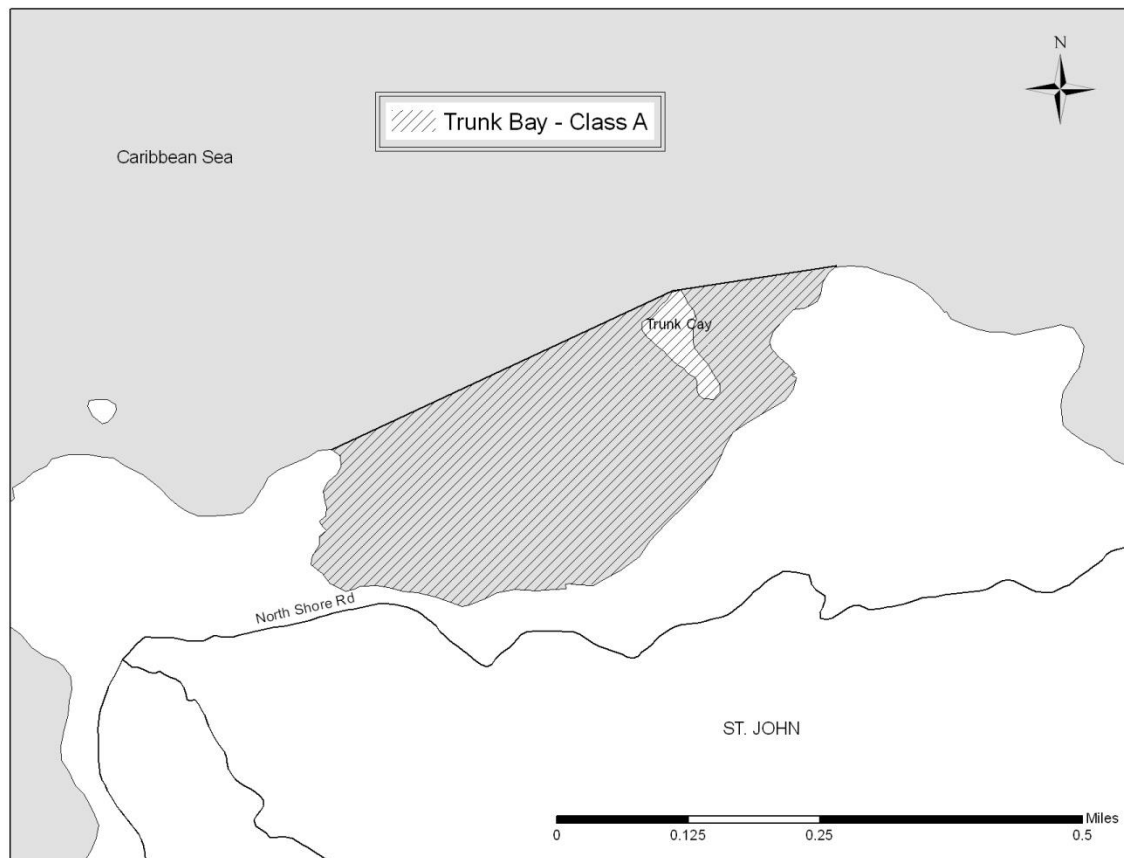 N
Trunk Bay - Class A
Caribbean Sea
Trunk Cay
North Shore Rd
ST. JOHN
Miles
0 0.125 0.25 0.5